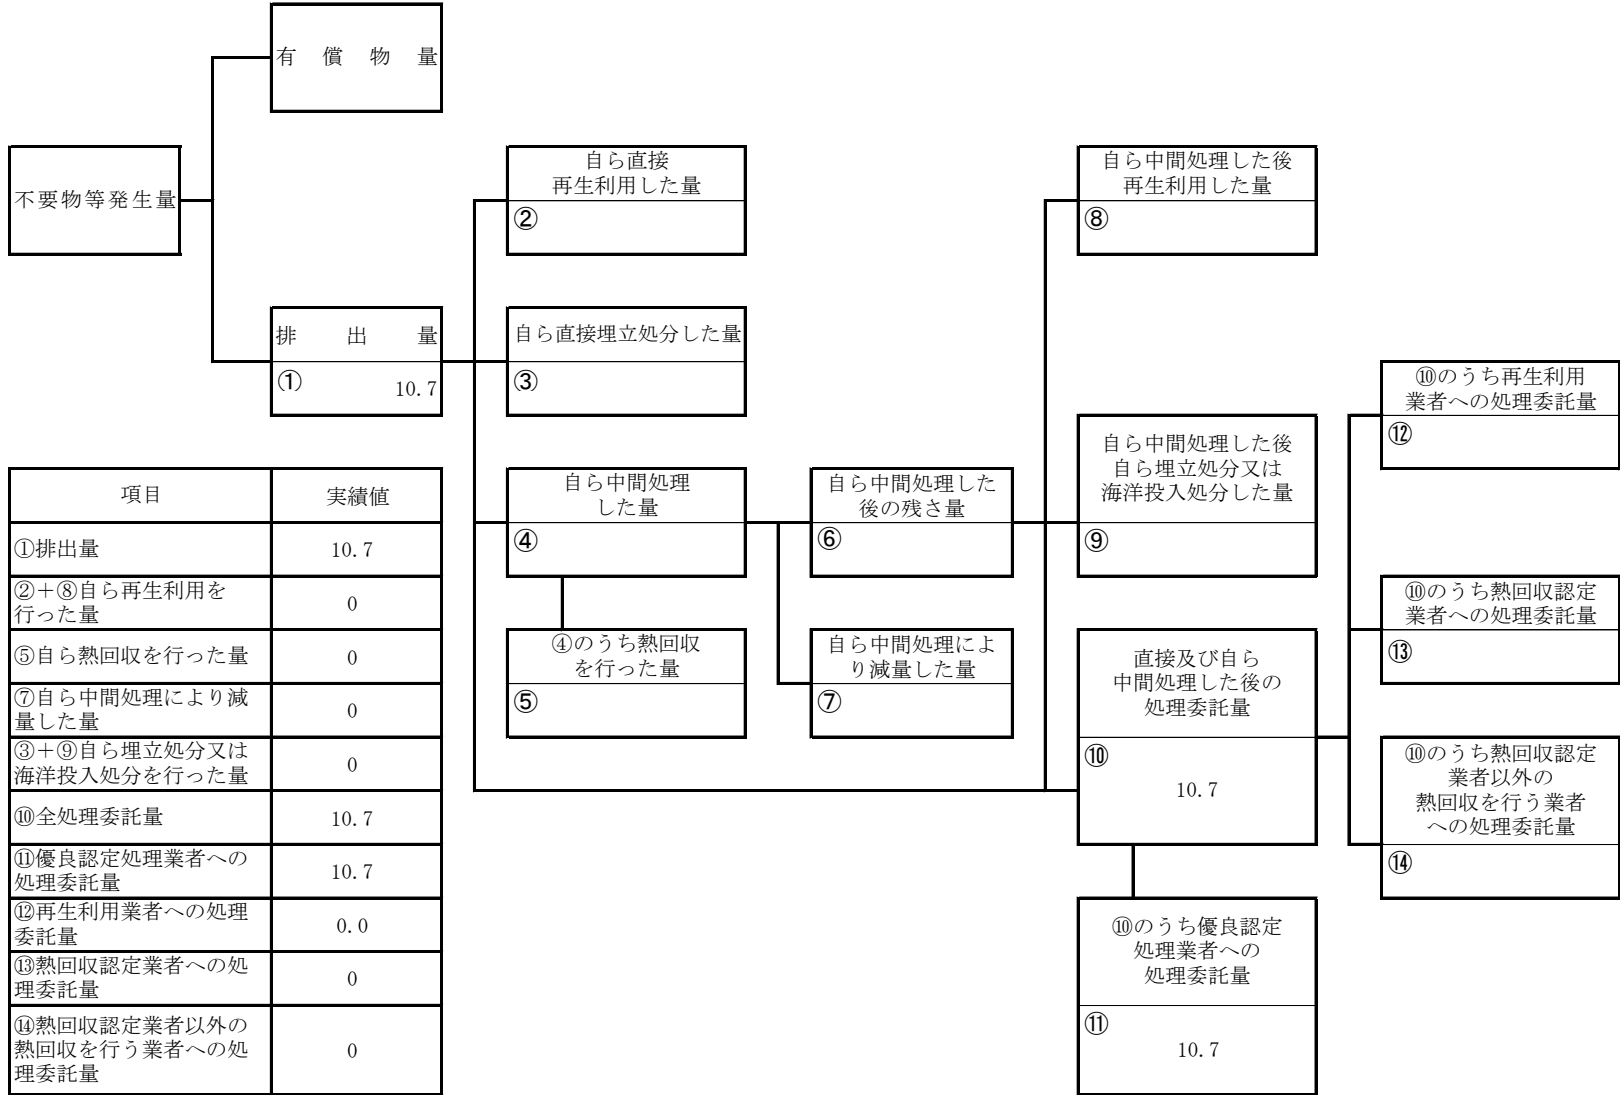 有償物量
不要物等発生量
自ら直接
再生利用した量
②
自ら中間処理した後
再生利用した量
⑧
排出量
① 10.7
自ら直接埋立処分した量
③
⑩のうち再生利用
業者への処理委託量
⑫
自ら中間処理
した量
④
自ら中間処理した
後の残さ量
⑥
自ら中間処理した後
自ら埋立処分又は
海洋投入処分した量
⑨
⑩のうち熱回収認定
業者への処理委託量
⑬
④のうち熱回収
を行った量
⑤
自ら中間処理によ
り減量した量
⑦
直接及び自ら
中間処理した後の
処理委託量
⑩
10.7
⑩のうち熱回収認定
業者以外の
熱回収を行う業者
への処理委託量
⑭
⑩のうち優良認定
処理業者への
処理委託量
⑪
10.7
項目 実績値
①排出量 10.7
②+⑧自ら再生利用を
行った量 0
⑤自ら熱回収を行った量 0
⑦自ら中間処理により減
量した量 0
③+⑨自ら埋立処分又は
海洋投入処分を行った量 0
⑩全処理委託量 10.7
⑪優良認定処理業者への
処理委託量 10.7
⑫再生利用業者への処理
委託量 0.0
⑬熱回収認定業者への処
理委託量 0
⑭熱回収認定業者以外の
熱回収を行う業者への処 0
理委託量